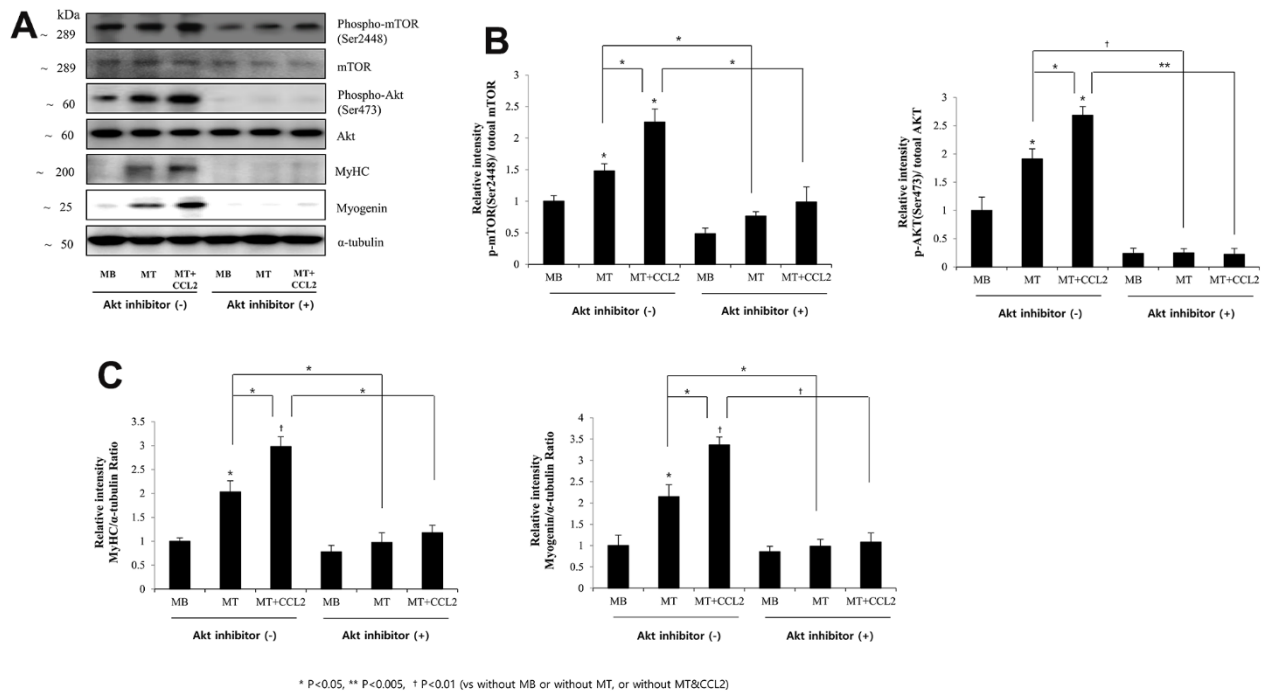 A
kDa
~ 289
Phospho-mTOR
(Ser2448)
~ 289
mTOR
~ 60
Phospho-Akt
(Ser473)
~ 60
Akt
~ 200
MyHC
~ 25
Myogenin
~ 50
α-tubulin
MB MT MT+ CCL2 MB MT MT+ CCL2
Akt inhibitor (-) Akt inhibitor (+)
B
Relative intensity
p-mTOR(Ser2448)/ totoal mTOR
3
2.5
2
1.5
1
0.5
0
*
*
*
*
*
MB MT MT+CCL2 MB MT MT+CCL2
Akt inhibitor (-) Akt inhibitor (+)
Relative intensity
p-AKT(Ser473)/ totoal AKT
3
2.5
2
1.5
1
0.5
0
†
*
**
*
*
MB MT MT+CCL2 MB MT MT+CCL2
Akt inhibitor (-) Akt inhibitor (+)
C
Relative intensity
MyHC/α-tubulin Ratio
3.5
3
2.5
2
1.5
1
0.5
0
*
*
*
†
*
MB MT MT+CCL2 MB MT MT+CCL2
Akt inhibitor (-) Akt inhibitor (+)
Relative intensity
Myogenin/α-tubulin Ratio
4
3.5
3
2.5
2
1.5
1
0.5
0
*
*
†
†
*
MB MT MT+CCL2 MB MT MT+CCL2
Akt inhibitor (-) Akt inhibitor (+)
* P<0.05, ** P<0.005, † P<0.01 (vs without MB or without MT, or without MT&CCL2)